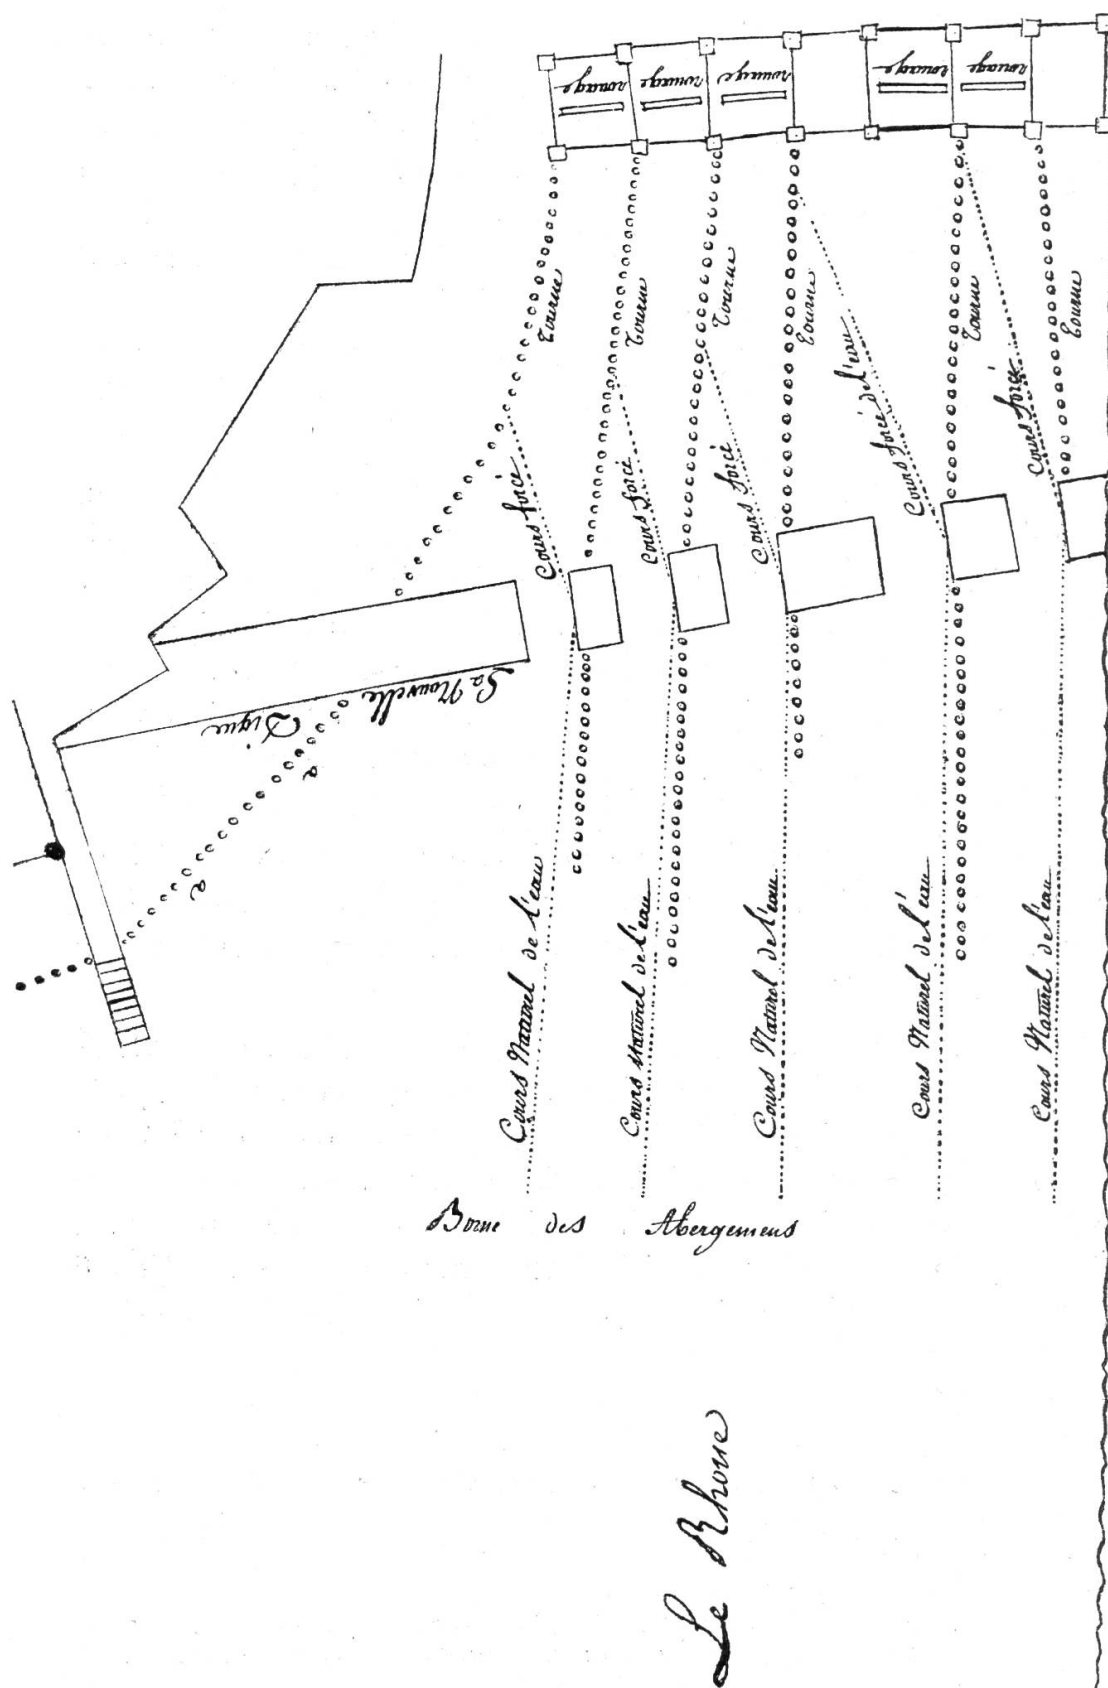 rouage
rouage
rouage
rouage
rouage
Tourne
Tourne
Tourne
Tourne
Tourne
Tourne
Cours forcé
Cours forcé
Cours forcé
Cours forcé de l'eau
Cours forcé
La Nouvelle
Digue
a
a
Cours Naturel de l'eau
Cours Naturel de l'eau
Cours Naturel de l'eau
Cours Naturel de l'eau
Cours Naturel de l'eau
Borne des Abergemens
Le Rhone